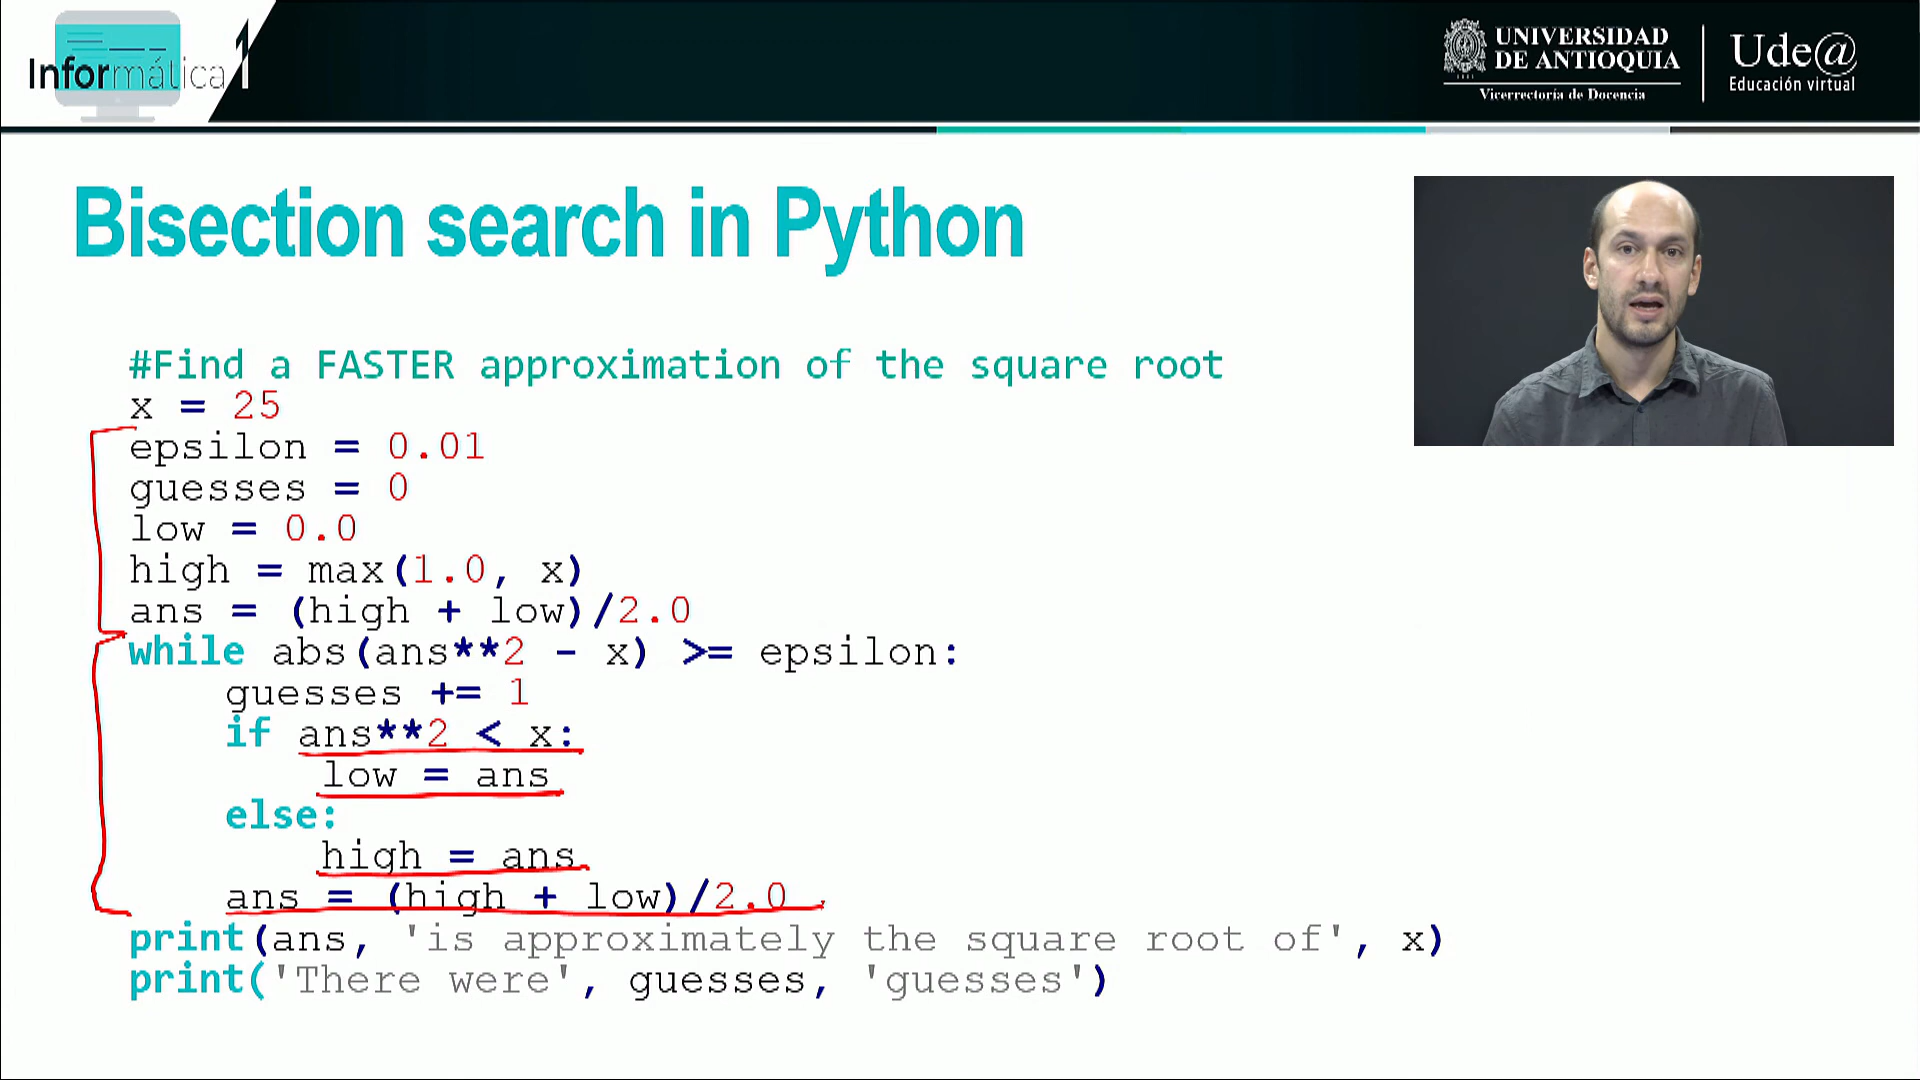 Informática 1
UNIVERSIDAD
DE ANTIOQUIA
Vicerrectoría de Docencia
Ude@
Educación virtual
Bisection search in Python
#Find a FASTER approximation of the square root
x = 25
epsilon = 0.01
guesses = 0
low = 0.0
high = max(1.0, x)
ans = (high + low)/2.0
while abs(ans**2 - x) >= epsilon:
    guesses += 1
    if ans**2 < x:
        low = ans
    else:
        high = ans
    ans = (high + low)/2.0
print(ans, 'is approximately the square root of', x)
print('There were', guesses, 'guesses')